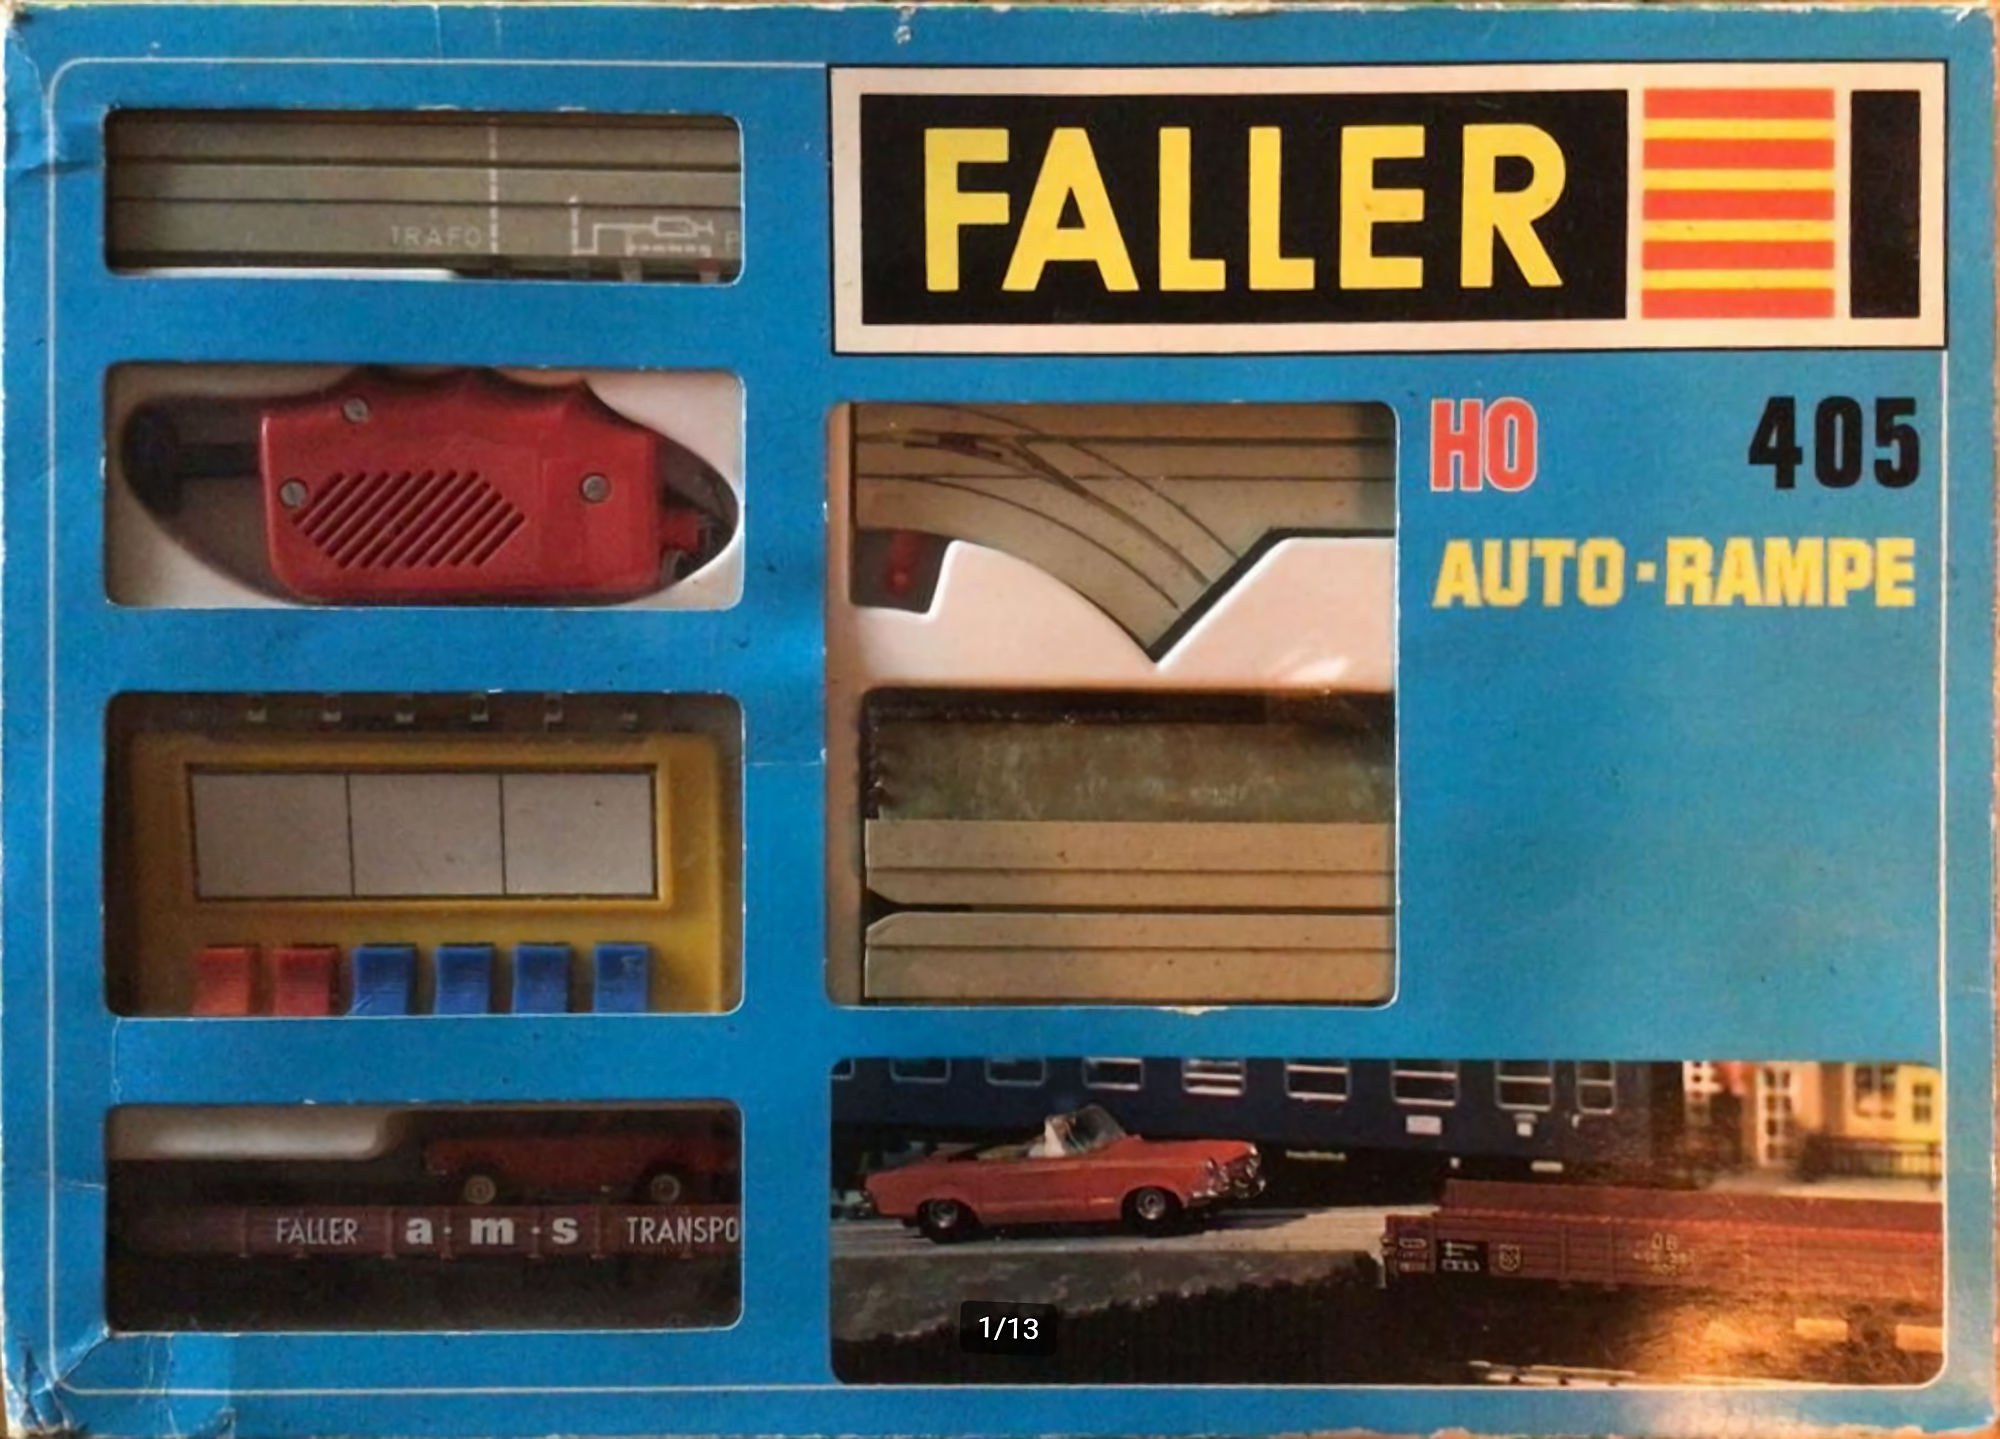 FALLER
TRAFO
HO 405
AUTO-RAMPE
FALLER a·m·s TRANSPO
DB
1/13